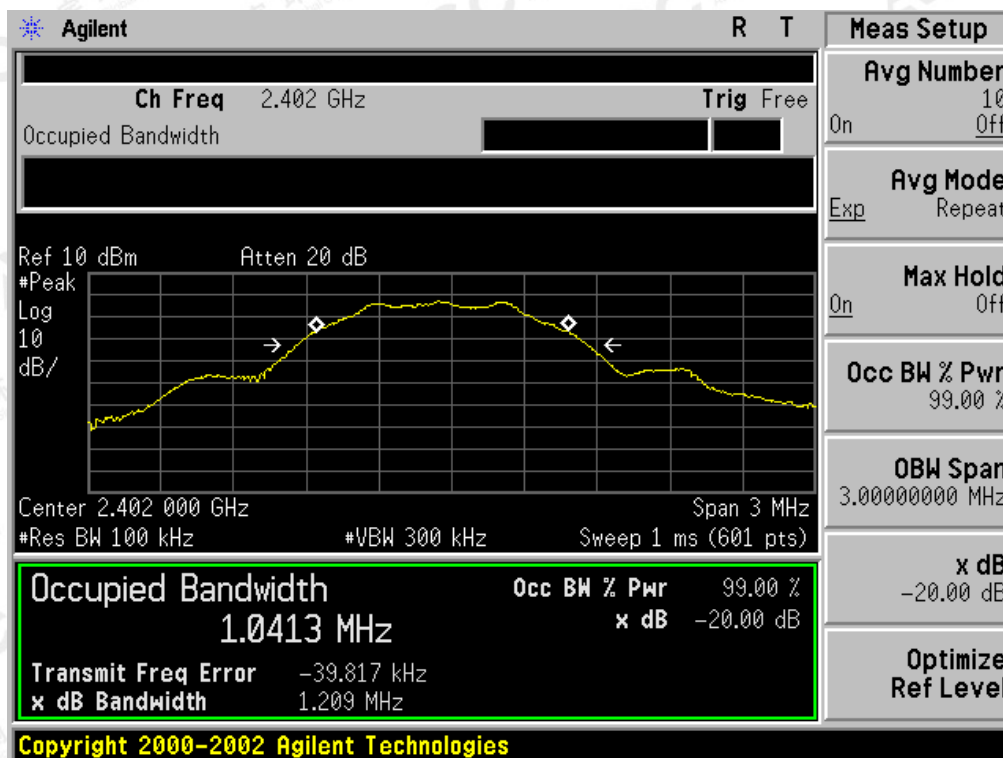 Agilent R T
Ch Freq 2.402 GHz Trig Free
Occupied Bandwidth
Ref 10 dBm Atten 20 dB
#Peak
Log
10
dB/
Center 2.402 000 GHz Span 3 MHz
#Res BW 100 kHz #VBW 300 kHz Sweep 1 ms (601 pts)
Occupied Bandwidth Occ BW % Pwr 99.00 %
1.0413 MHz x dB -20.00 dB
Transmit Freq Error -39.817 kHz
x dB Bandwidth 1.209 MHz
Copyright 2000-2002 Agilent Technologies
Meas Setup
Avg Number
10
On Off
Avg Mode
Exp Repeat
Max Hold
On Off
Occ BW % Pwr
99.00 %
OBW Span
3.00000000 MHz
x dB
-20.00 dB
Optimize
Ref Level